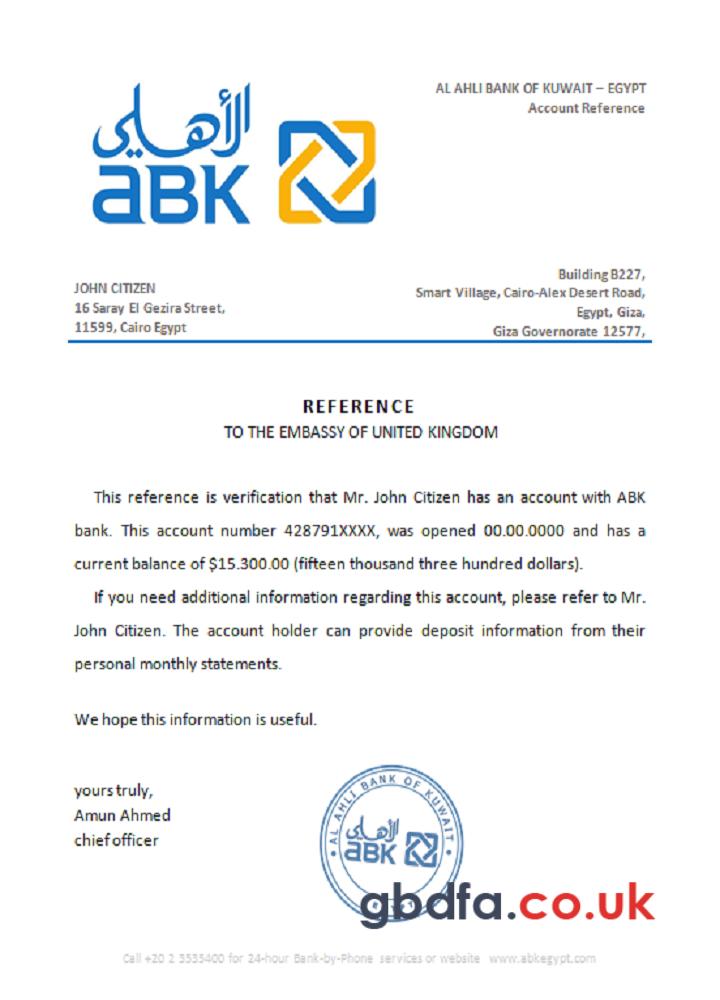 الأهلي
ABK
AL AHLI BANK OF KUWAIT – EGYPT
Account Reference
JOHN CITIZEN
16 Saray El Gezira Street,
11599, Cairo Egypt
Building B227,
Smart Village, Cairo-Alex Desert Road,
Egypt, Giza,
Giza Governorate 12577,
REFERENCE
TO THE EMBASSY OF UNITED KINGDOM
This reference is verification that Mr. John Citizen has an account with ABK
bank. This account number 428791XXXX, was opened 00.00.0000 and has a
current balance of $15.300.00 (fifteen thousand three hundred dollars).
If you need additional information regarding this account, please refer to Mr.
John Citizen. The account holder can provide deposit information from their
personal monthly statements.
We hope this information is useful.
yours truly,
Amun Ahmed
chief officer
AL AHLI BANK OF KUWAIT
الأهلي
ABK
EGYPT
gbdfa.co.uk
Call +20 2 3535400 for 24-hour Bank-by-Phone services or website www.abkegypt.com